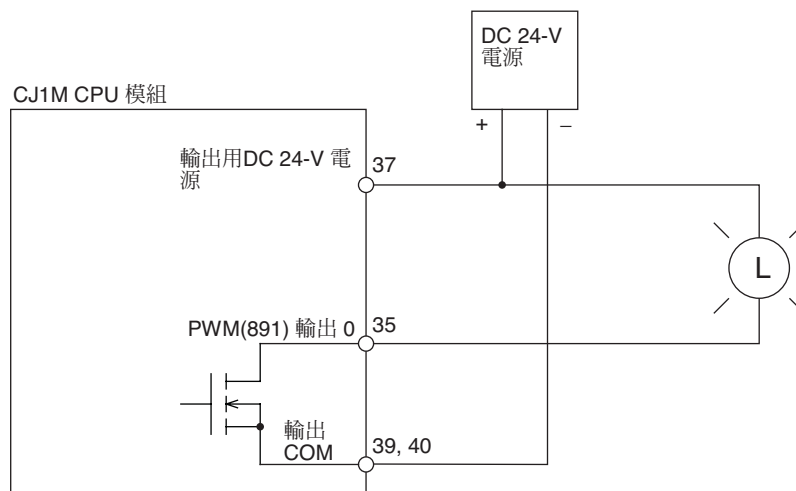 DC 24-V
電源
CJ1M CPU 模組
+
−
輸出用DC 24-V 電
源
37
L
PWM(891) 輸出 0
35
輸出
COM
39, 40